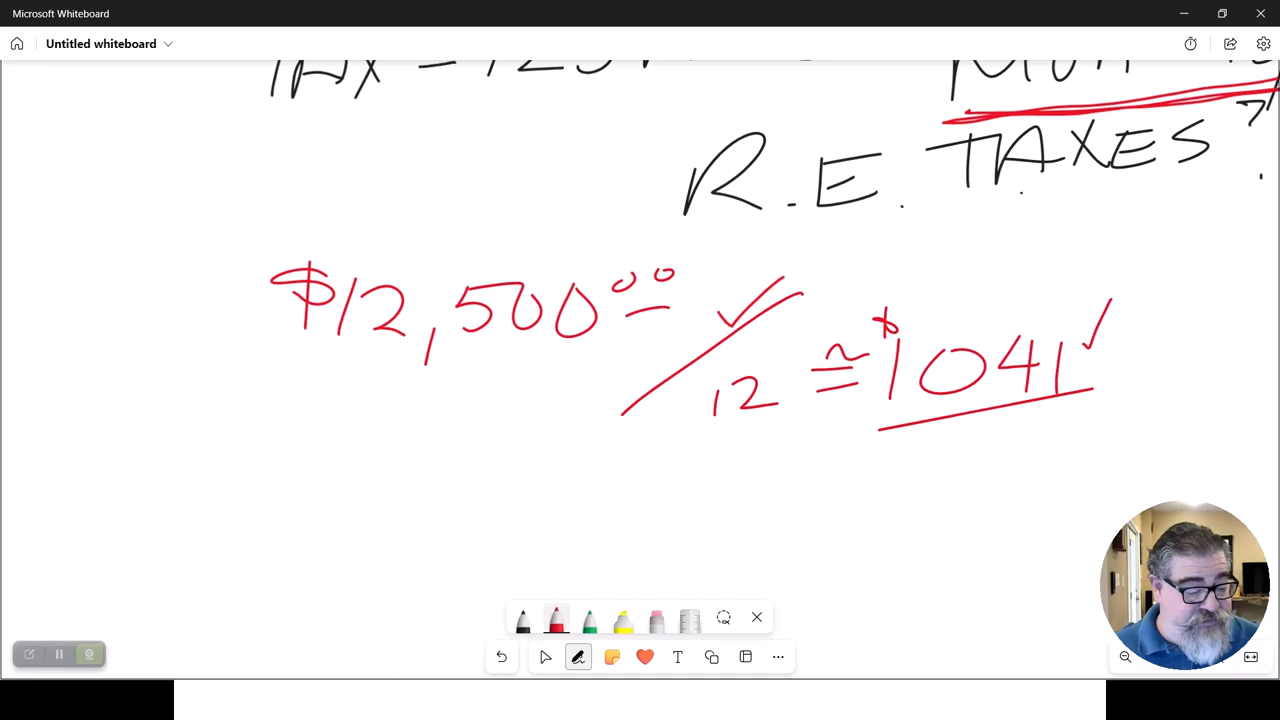 Microsoft Whiteboard
Untitled whiteboard
R.E. TAXES?
$12,500.00
12 ≅ $1041